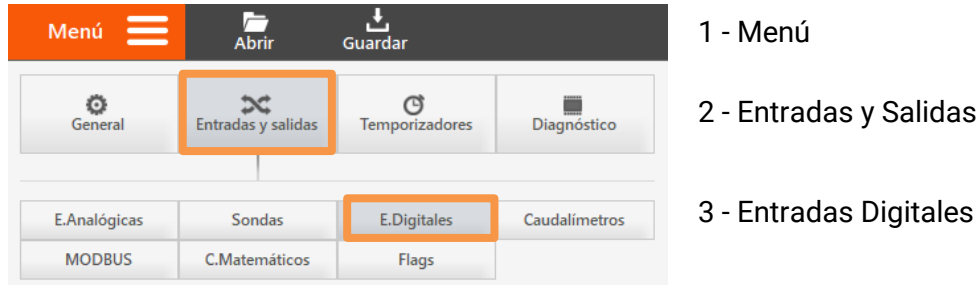 Menú
Abrir
Guardar
1 - Menú
General
Entradas y salidas
Temporizadores
Diagnóstico
2 - Entradas y Salidas
E.Analógicas
Sondas
E.Digitales
Caudalímetros
3 - Entradas Digitales
MODBUS
C.Matemáticos
Flags